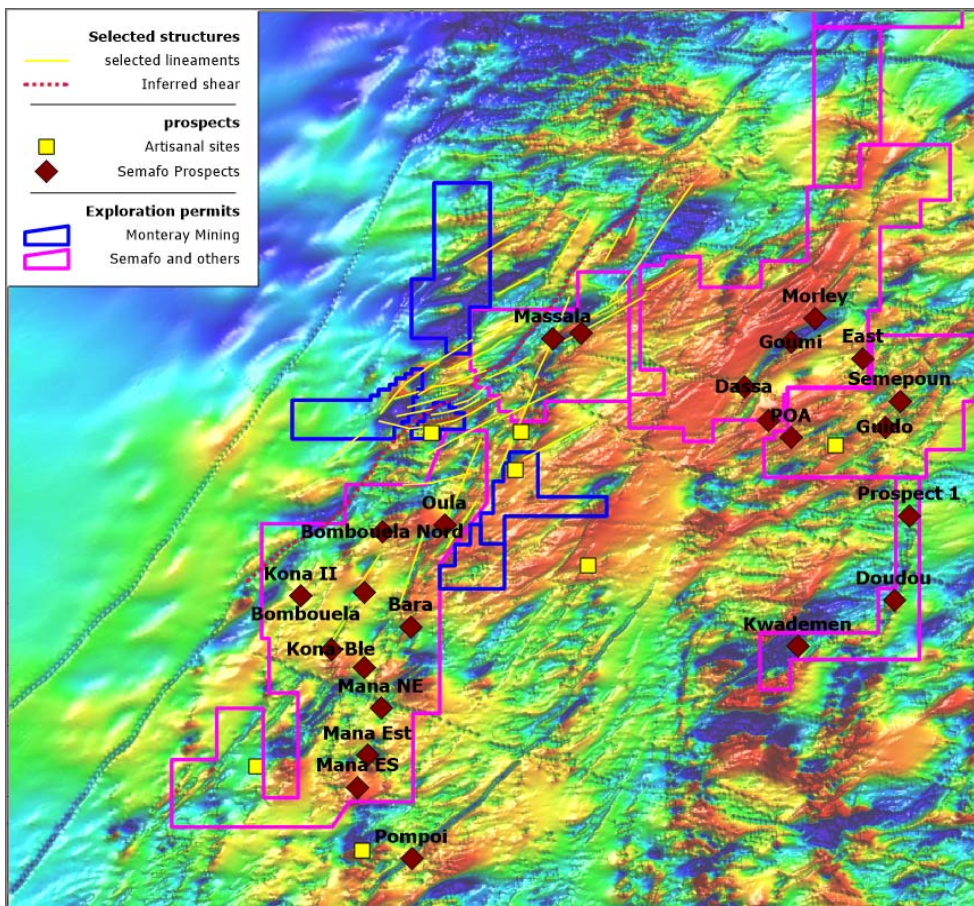 Selected structures
selected lineaments
Inferred shear
prospects
Artisanal sites
Semafo Prospects
Exploration permits
Monteray Mining
Semafo and others
Morley
Massala
Goumi
East
Dassa
Semepoun
POA
Guido
Oula
Prospect 1
Bombouela Nord
Kona II
Doudou
Bombouela
Bara
Kwademen
Kona Ble
Mana NE
Mana Est
Mana ES
Pompoi